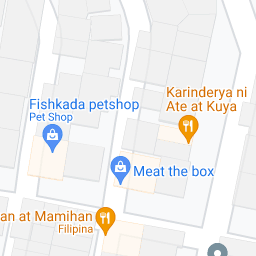 Karinderya ni
Ate at Kuya
Fishkada petshop
Pet Shop
Meat the box
an at Mamihan
Filipina